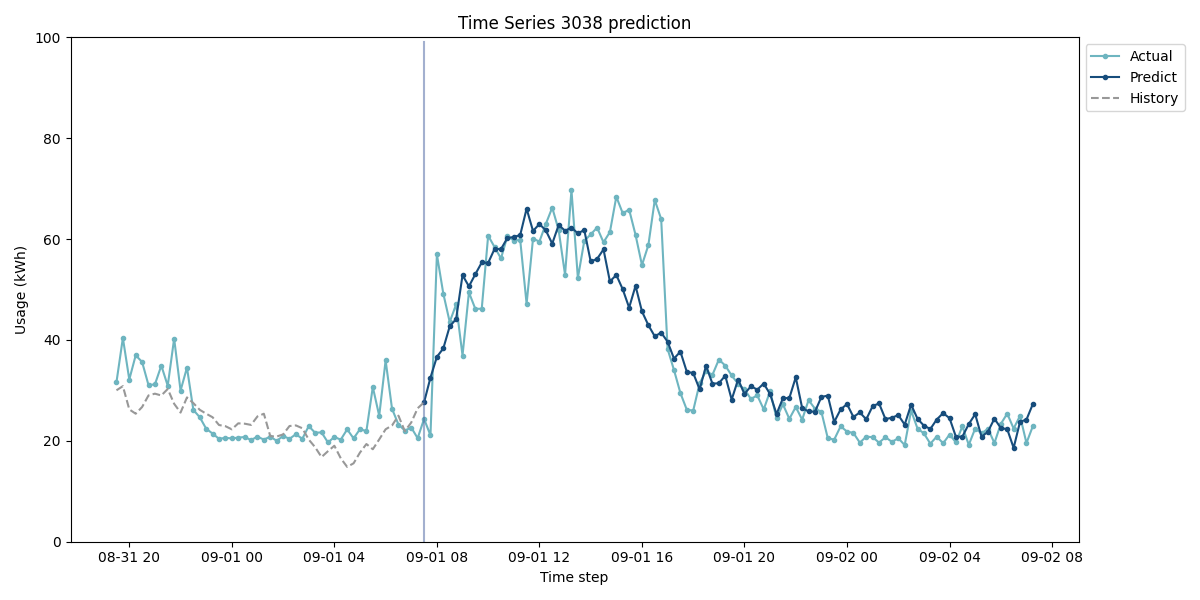 Time Series 3038 prediction
100
80
60
40
20
0
Usage (kWh)
08-31 20
09-01 00
09-01 04
09-01 08
09-01 12
09-01 16
09-01 20
09-02 00
09-02 04
09-02 08
Time step
Actual
Predict
History